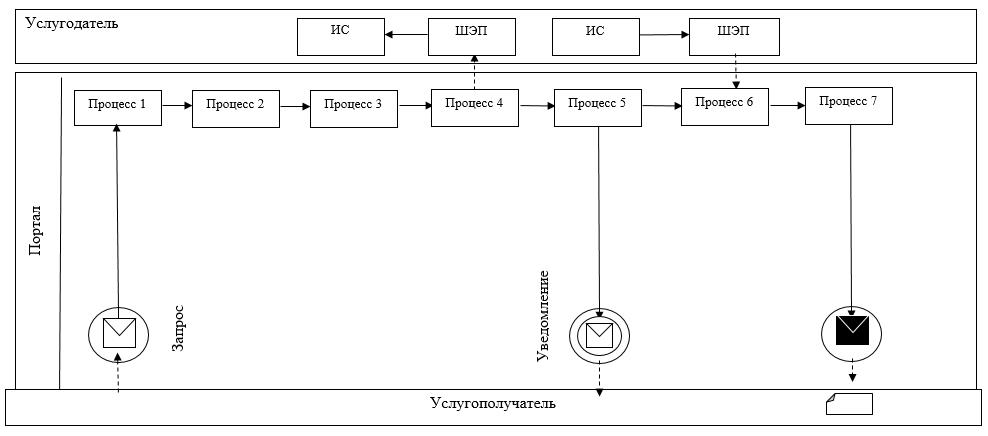 Услугодатель
ИС
ШЭП
ИС
ШЭП
Процесс 1
Процесс 2
Процесс 3
Процесс 4
Процесс 5
Процесс 6
Процесс 7
Портал
Запрос
Уведомление
Услугополучатель